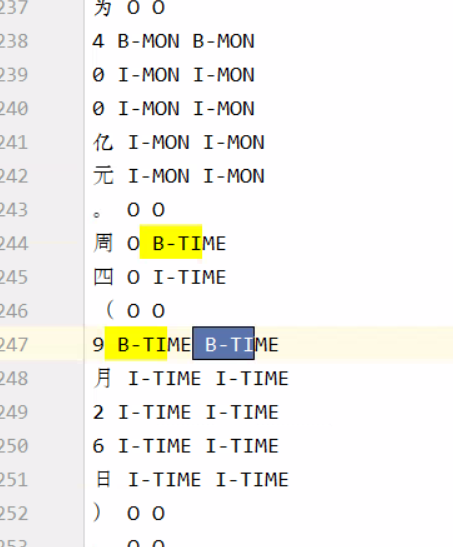 237 为 O O
238 4 B-MON B-MON
239 0 I-MON I-MON
240 0 I-MON I-MON
241 亿 I-MON I-MON
242 元 I-MON I-MON
243 。 O O
244 周 O B-TIME
245 四 O I-TIME
246 （ O O
247 9 B-TIME B-TIME
248 月 I-TIME I-TIME
249 2 I-TIME I-TIME
250 6 I-TIME I-TIME
251 日 I-TIME I-TIME
252 ） O O
253 O O